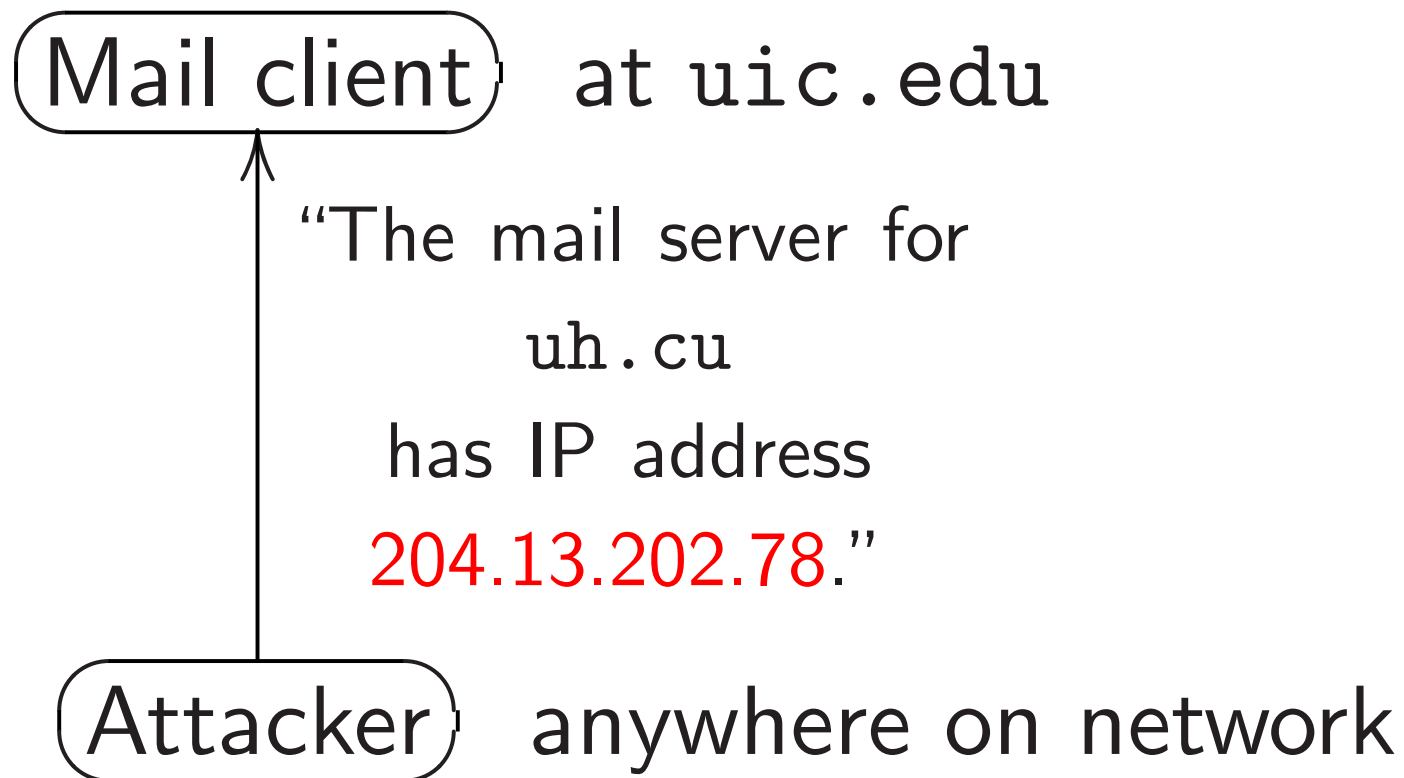 Mail client at uic.edu
“The mail server for
uh.cu
has IP address
204.13.202.78.”
Attacker anywhere on network